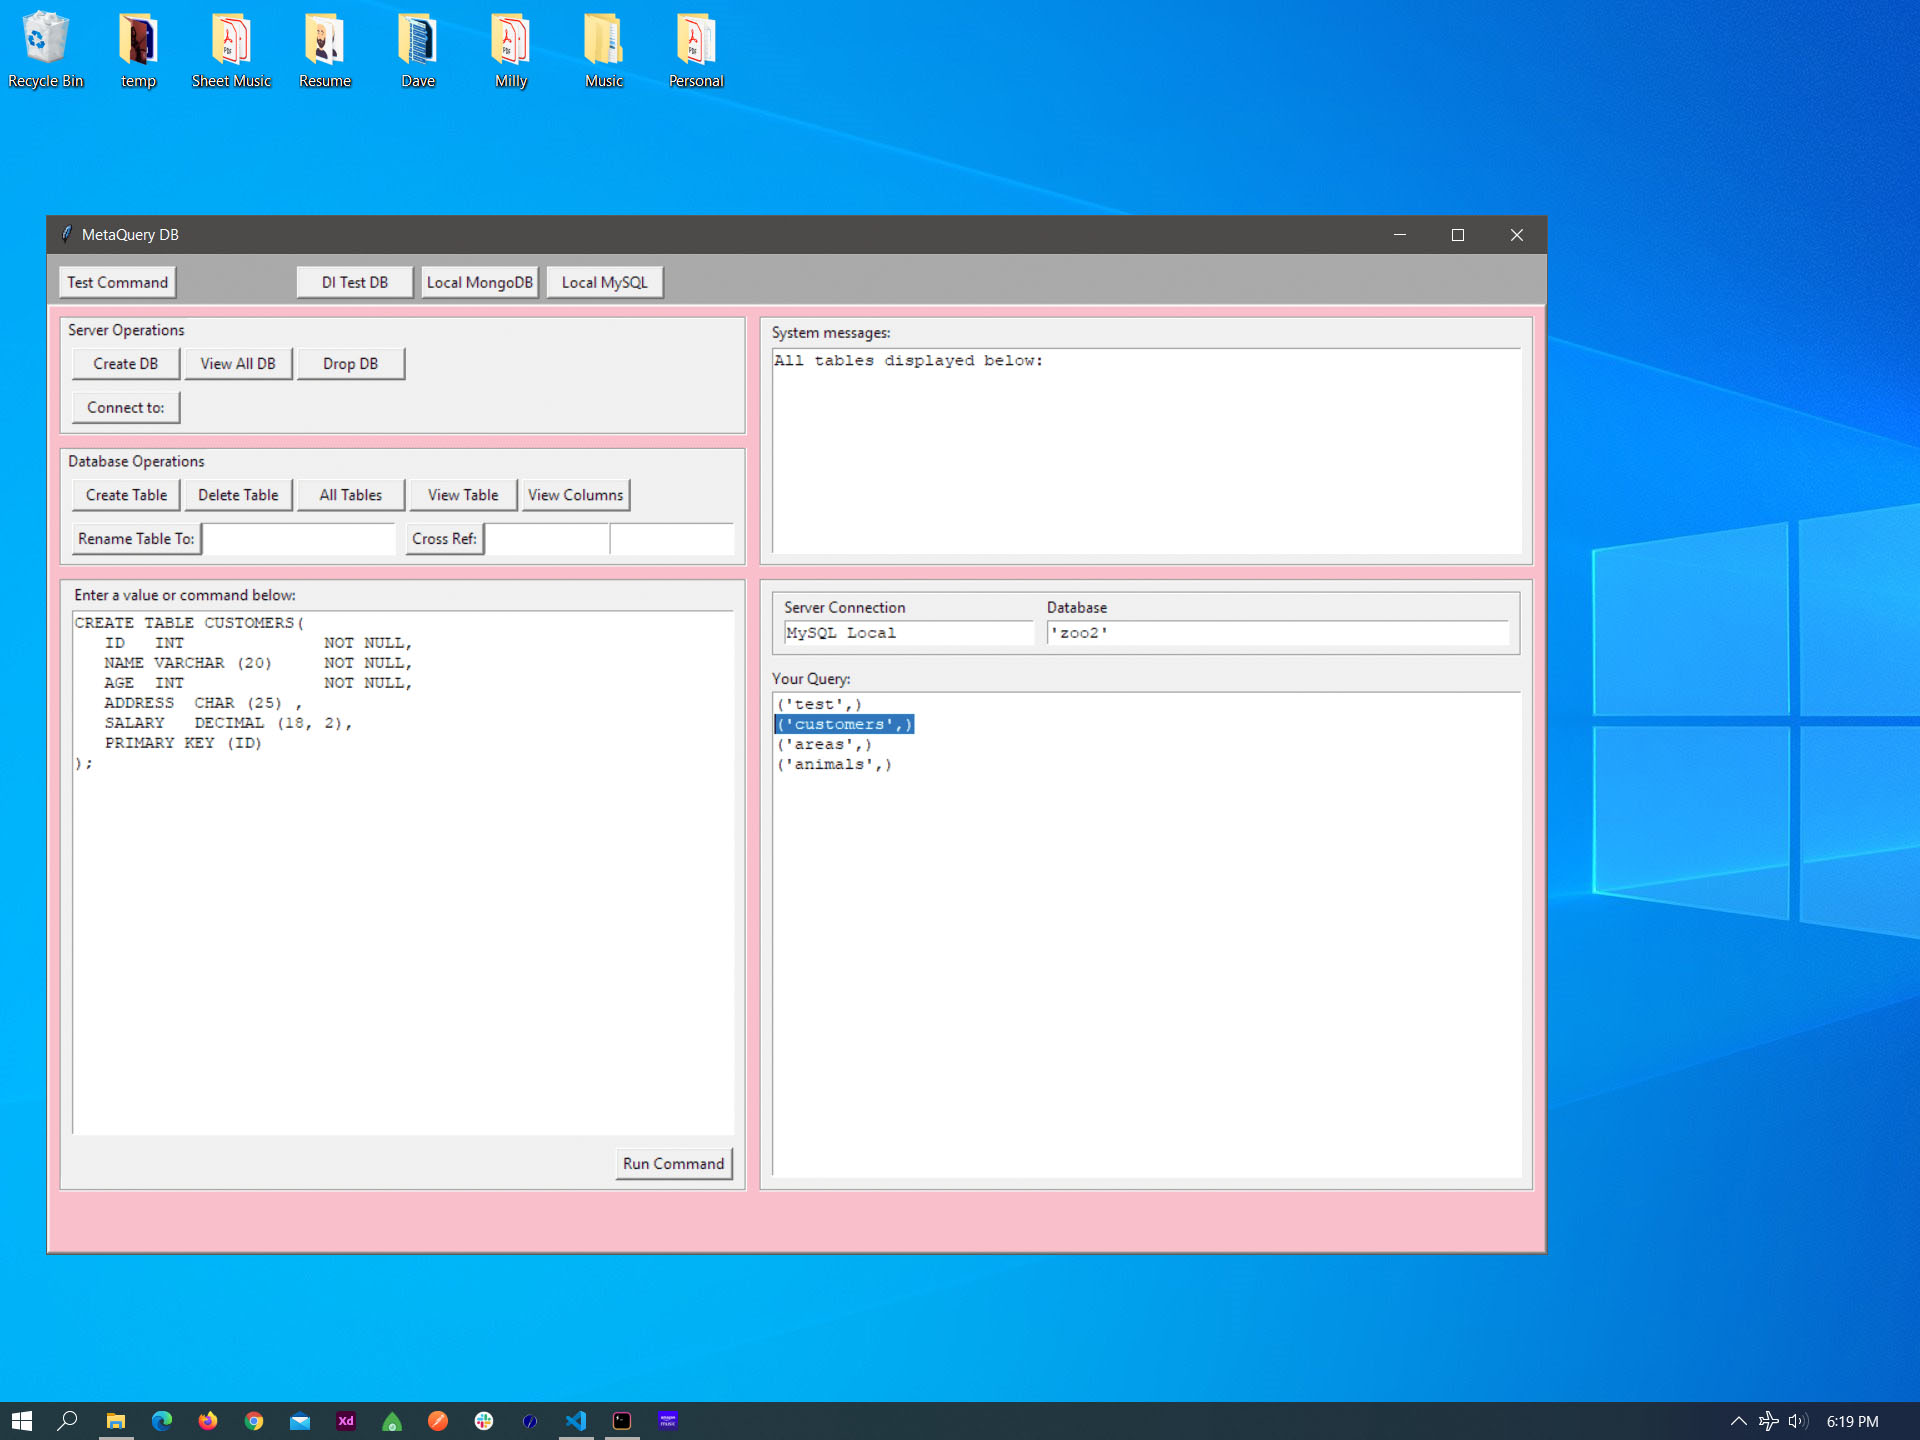 Recycle Bin
temp
Sheet Music
Resume
Dave
Milly
Music
Personal
MetaQuery DB
Test Command
DI Test DB
Local MongoDB
Local MySQL
Server Operations
Create DB
View All DB
Drop DB
Connect to:
Database Operations
Create Table
Delete Table
All Tables
View Table
View Columns
Rename Table To:
Cross Ref:
Enter a value or command below:
CREATE TABLE CUSTOMERS(
ID INT NOT NULL,
NAME VARCHAR (20) NOT NULL,
AGE INT NOT NULL,
ADDRESS CHAR (25) ,
SALARY DECIMAL (18, 2),
PRIMARY KEY (ID)
);
Run Command
System messages:
All tables displayed below:
Server Connection
MySQL Local
Database
'zoo2'
Your Query:
('test',)
('customers',)
('areas',)
('animals',)
Xd
6:19 PM